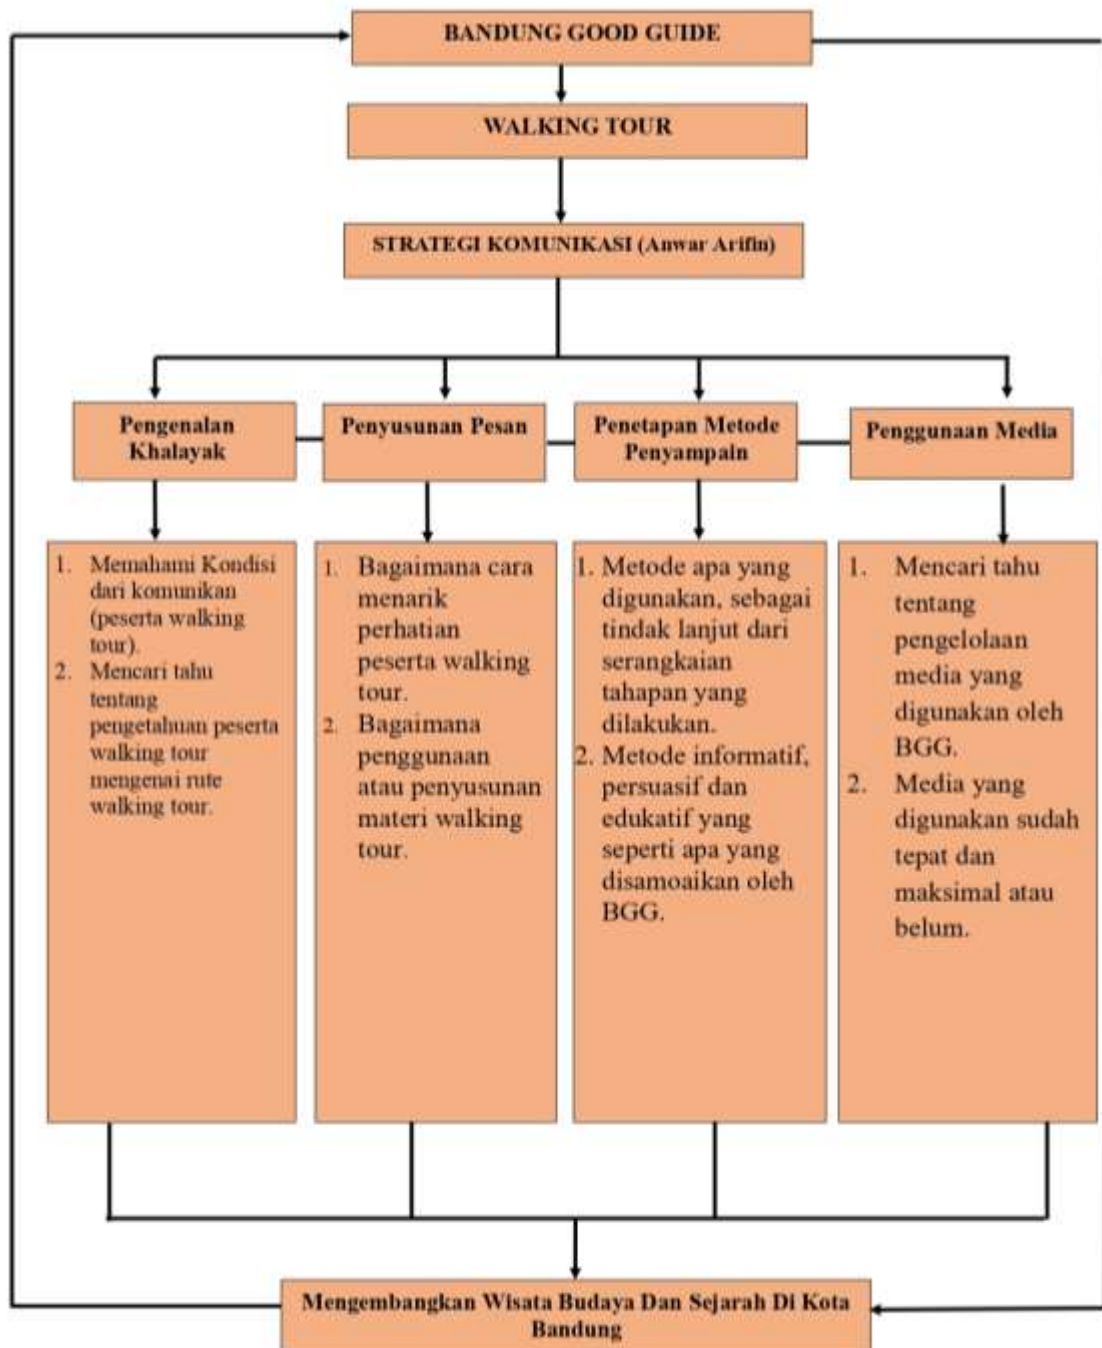 BANDUNG GOOD GUIDE
WALKING TOUR
STRATEGI KOMUNIKASI (Anwar Arifin)
Pengenalan
Khalayak
Penyusunan Pesan
Penetapan Metode
Penyampain
Penggunaan Media
1. Memahami Kondisi
dari komunikan
(peserta walking
tour).
2. Mencari tahu
tentang
pengetahuan peserta
walking tour
mengenai rute
walking tour.
1. Bagaimana cara
menarik
perhatian
peserta walking
tour.
2. Bagaimana
penggunaan
atau penyusunan
materi walking
tour.
1. Metode apa yang
digunakan, sebagai
tindak lanjut dari
serangkaian
tahapan yang
dilakukan.
2. Metode informatif,
persuasif dan
edukatif yang
seperti apa yang
disamoaikan oleh
BGG.
1. Mencari tahu
tentang
pengelolaan
media yang
digunakan oleh
BGG.
2. Media yang
digunakan sudah
tepat dan
maksimal atau
belum.
Mengembangkan Wisata Budaya Dan Sejarah Di Kota
Bandung